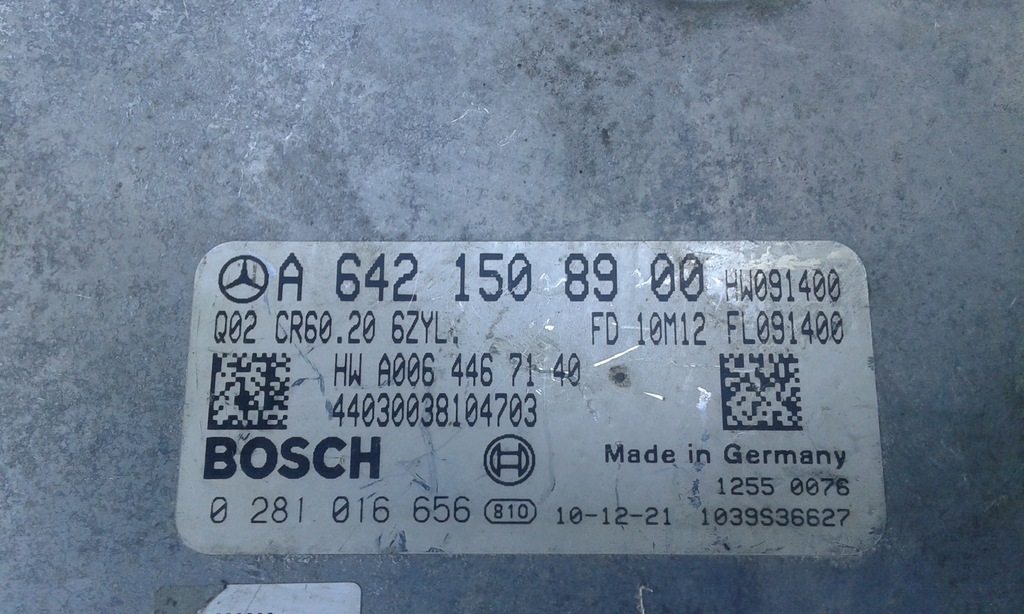 A 642 150 89 00 HW091400
Q02 CR60.20 6ZYL. FD 10M12 FL091400
HW A006 446 71 40
44030038104703
BOSCH
Made in Germany
1255 0076
0 281 016 656 810 10-12-21 1039S36627